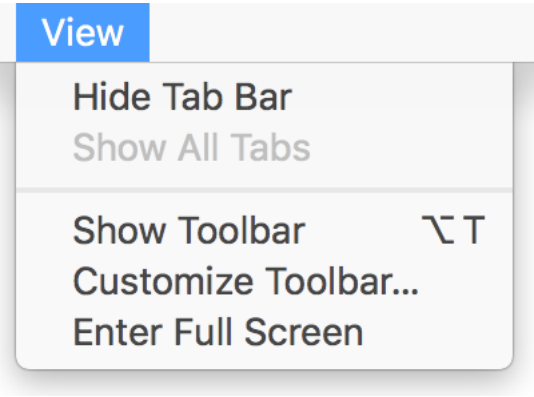 View
Hide Tab Bar
Show All Tabs
Show Toolbar ⌥T
Customize Toolbar...
Enter Full Screen